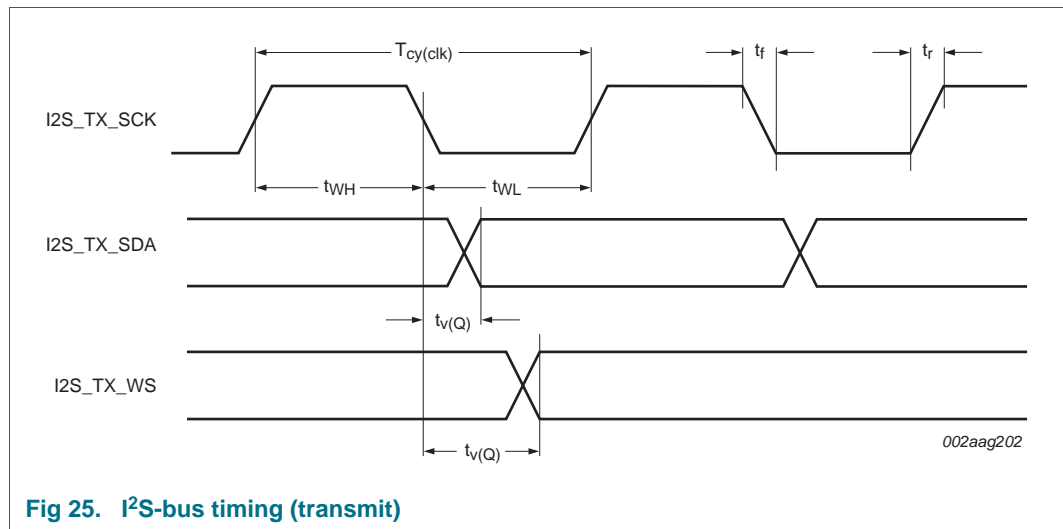 T_cy(clk) t_f t_r
I2S_TX_SCK
t_WH t_WL
I2S_TX_SDA
t_v(Q)
I2S_TX_WS
t_v(Q)
002aag202
Fig 25. I²S-bus timing (transmit)